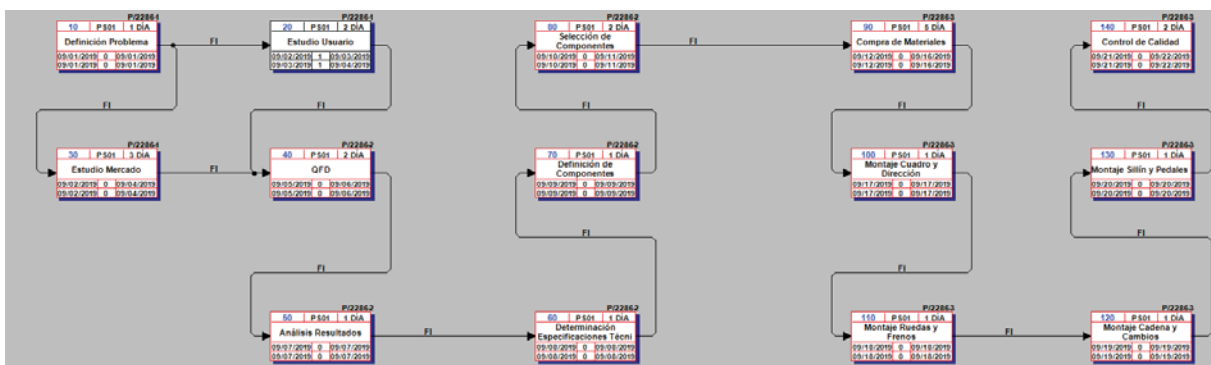 P/22861
10 PS01 1 DÍA
Definición Problema
09/01/2019 0 09/01/2019
09/01/2019 0 09/01/2019
FI
P/22861
20 PS01 2 DÍA
Estudio Usuario
09/02/2019 1 09/03/2019
09/03/2019 1 09/04/2019
P/22862
80 PS01 2 DÍA
Selección de
Componentes
09/10/2019 0 09/11/2019
09/10/2019 0 09/11/2019
FI
P/22863
90 PS01 5 DÍA
Compra de Materiales
09/12/2019 0 09/16/2019
09/12/2019 0 09/16/2019
P/22863
140 PS01 2 DÍA
Control de Calidad
09/21/2019 0 09/22/2019
09/21/2019 0 09/22/2019
FI
FI
FI
FI
FI
P/22861
30 PS01 3 DÍA
Estudio Mercado
09/02/2019 0 09/04/2019
09/02/2019 0 09/04/2019
FI
P/22862
40 PS01 2 DÍA
QFD
09/05/2019 0 09/06/2019
09/05/2019 0 09/06/2019
P/22862
70 PS01 1 DÍA
Definición de
Componentes
09/09/2019 0 09/09/2019
09/09/2019 0 09/09/2019
P/22863
100 PS01 1 DÍA
Montaje Cuadro y
Dirección
09/17/2019 0 09/17/2019
09/17/2019 0 09/17/2019
P/22863
130 PS01 1 DÍA
Montaje Sillín y Pedales
09/20/2019 0 09/20/2019
09/20/2019 0 09/20/2019
FI
FI
FI
FI
P/22862
50 PS01 1 DÍA
Análisis Resultados
09/07/2019 0 09/07/2019
09/07/2019 0 09/07/2019
FI
P/22862
60 PS01 1 DÍA
Determinación
Especificaciones Técni
09/08/2019 0 09/08/2019
09/08/2019 0 09/08/2019
P/22863
110 PS01 1 DÍA
Montaje Ruedas y
Frenos
09/18/2019 0 09/18/2019
09/18/2019 0 09/18/2019
FI
P/22863
120 PS01 1 DÍA
Montaje Cadena y
Cambios
09/19/2019 0 09/19/2019
09/19/2019 0 09/19/2019